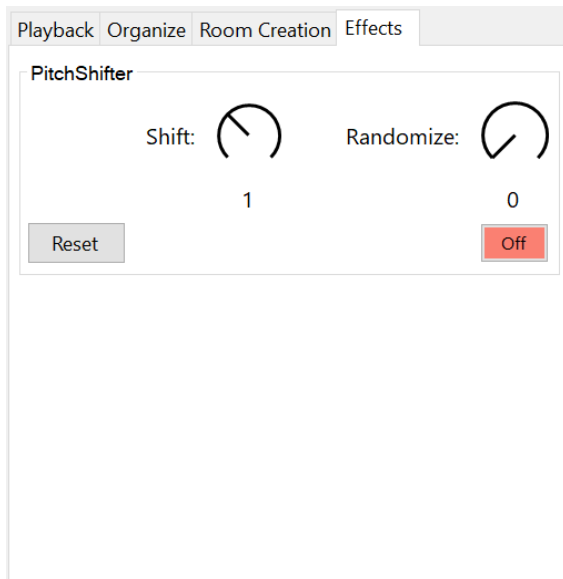 Playback Organize Room Creation Effects
PitchShifter
Shift: Randomize:
1 0
Reset Off